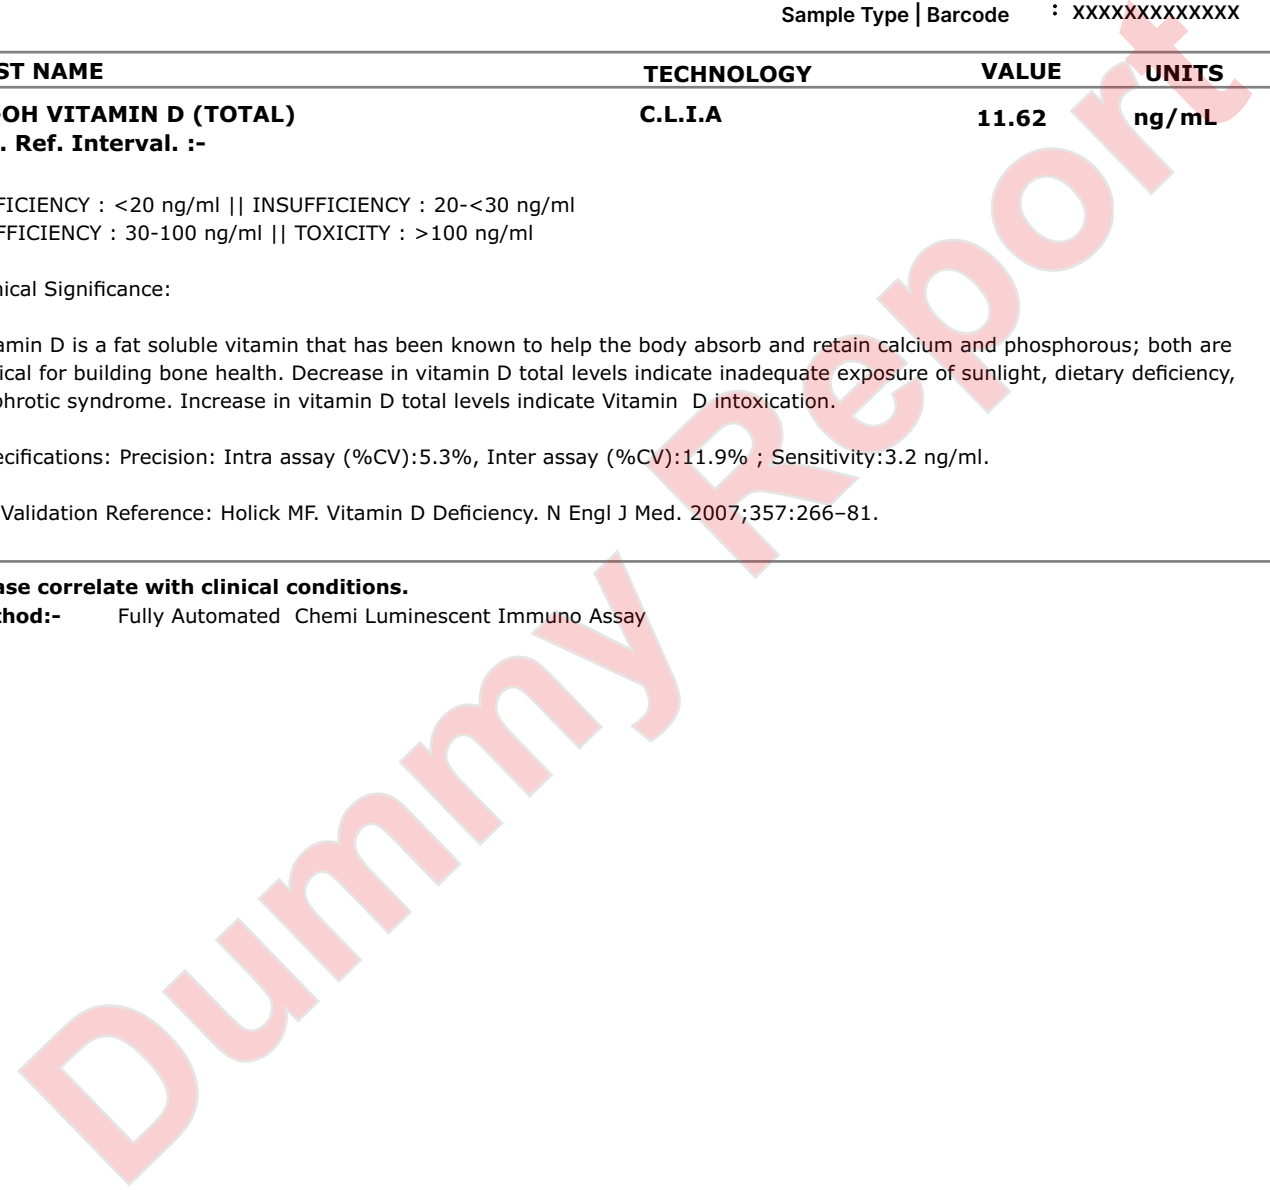 Sample Type | Barcode : XXXXXXXXXXXXX
ST NAME TECHNOLOGY VALUE UNITS
OH VITAMIN D (TOTAL) C.L.I.A 11.62 ng/mL
. Ref. Interval. :-
FICIENCY : <20 ng/ml || INSUFFICIENCY : 20-<30 ng/ml
FFICIENCY : 30-100 ng/ml || TOXICITY : >100 ng/ml
nical Significance:
amin D is a fat soluble vitamin that has been known to help the body absorb and retain calcium and phosphorous; both are
ical for building bone health. Decrease in vitamin D total levels indicate inadequate exposure of sunlight, dietary deficiency,
phrotic syndrome. Increase in vitamin D total levels indicate Vitamin D intoxication.
ecifications: Precision: Intra assay (%CV):5.3%, Inter assay (%CV):11.9% ; Sensitivity:3.2 ng/ml.
Validation Reference: Holick MF. Vitamin D Deficiency. N Engl J Med. 2007;357:266–81.
ase correlate with clinical conditions.
thod:- Fully Automated Chemi Luminescent Immuno Assay
Dummy Report